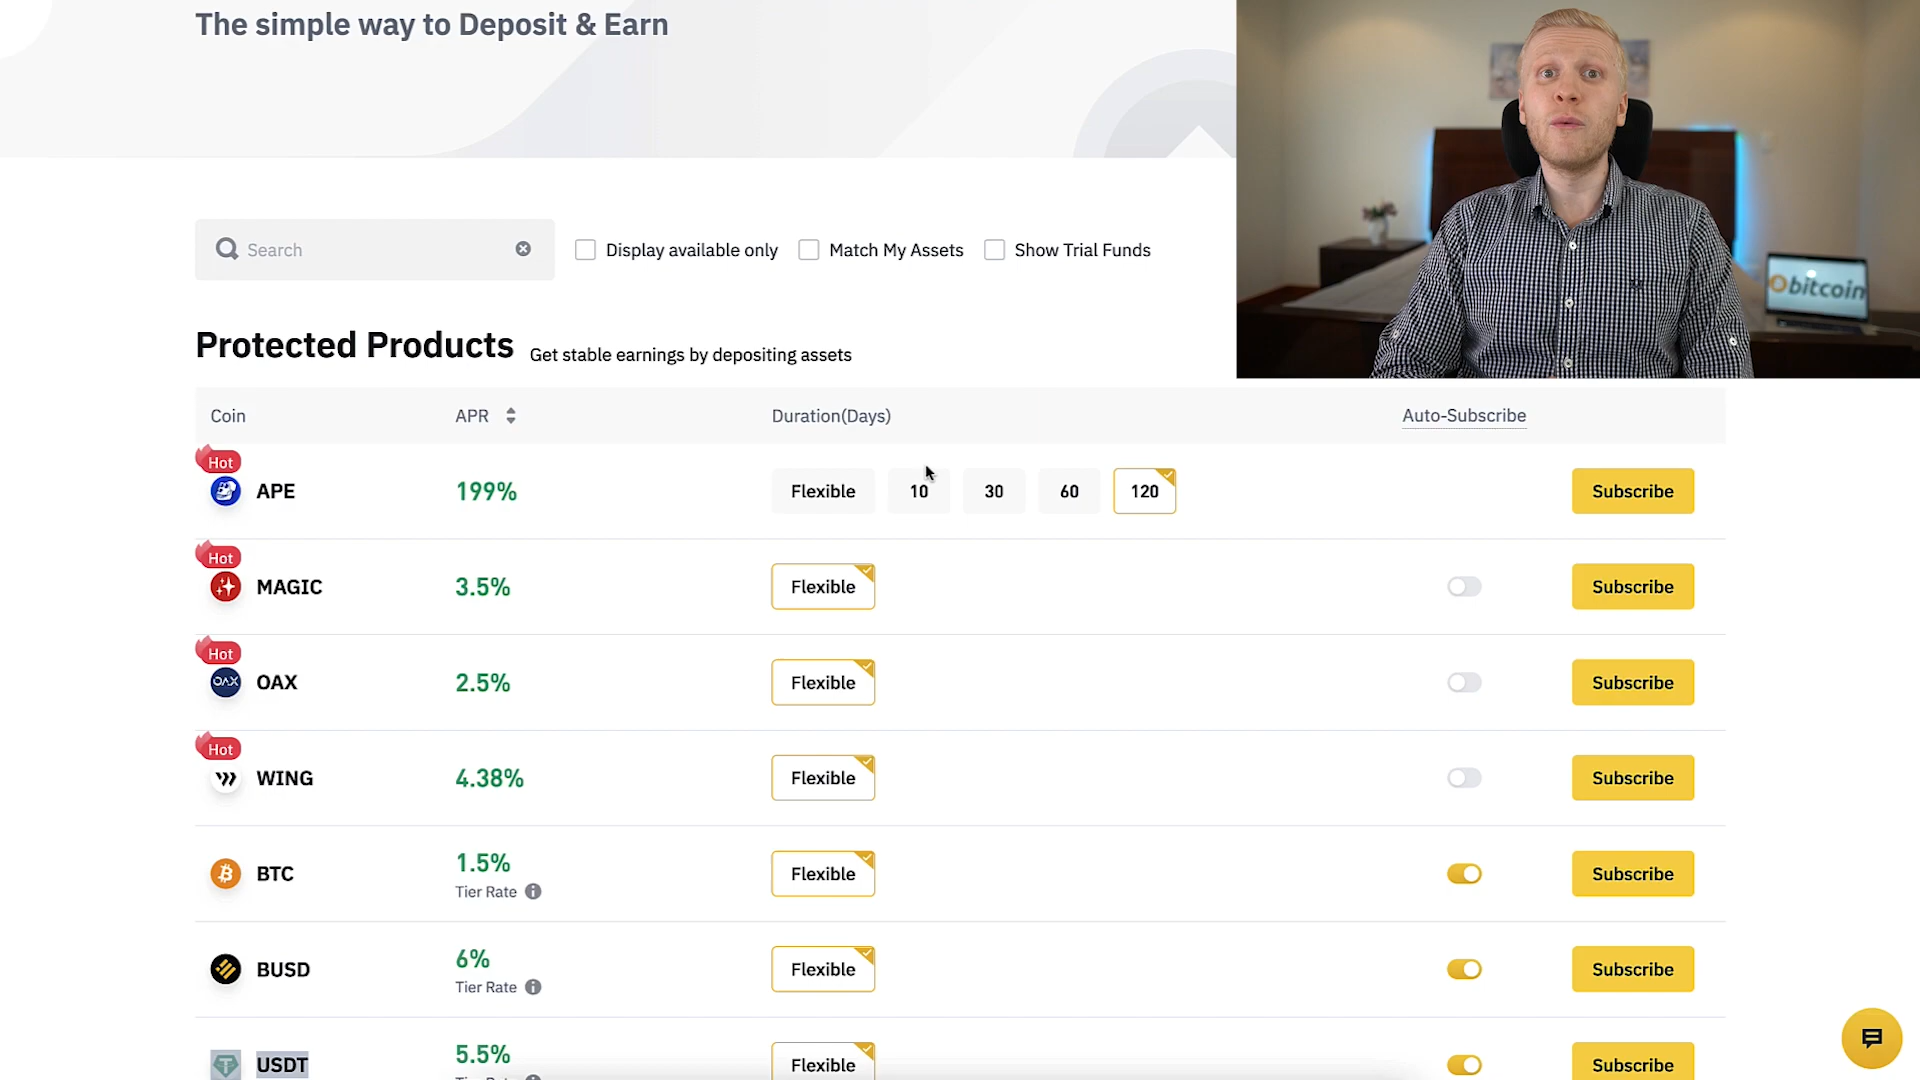 The simple way to Deposit & Earn
Search
Display available only
Match My Assets
Show Trial Funds
bitcoin
Protected Products Get stable earnings by depositing assets
Coin APR Duration(Days) Auto-Subscribe
Hot
APE 199% Flexible 10 30 60 120 Subscribe
Hot
MAGIC 3.5% Flexible Subscribe
Hot
OAX OAX 2.5% Flexible Subscribe
Hot
WING 4.38% Flexible Subscribe
BTC 1.5% Flexible Subscribe
Tier Rate
BUSD 6% Flexible Subscribe
Tier Rate
USDT 5.5% Flexible Subscribe